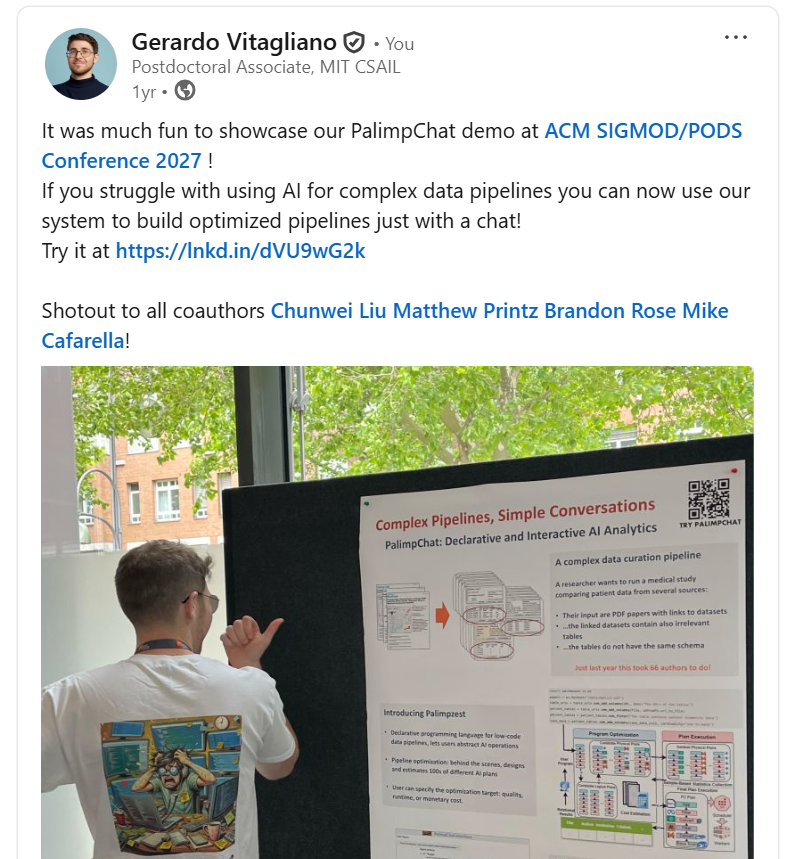 Gerardo Vitagliano • You
Postdoctoral Associate, MIT CSAIL
1yr •
It was much fun to showcase our PalimpChat demo at ACM SIGMOD/PODS
Conference 2027 !
If you struggle with using AI for complex data pipelines you can now use our
system to build optimized pipelines just with a chat!
Try it at https://lnkd.in/dVU9wG2k
Shotout to all coauthors Chunwei Liu Matthew Printz Brandon Rose Mike
Cafarella!
Complex Pipelines, Simple Conversations
PalimpChat: Declarative and Interactive AI Analytics
TRY PALIMPCHAT
A complex data curation pipeline
A researcher wants to run a medical study
comparing patient data from several sources:
• Their input are PDF papers with links to datasets
• ...the linked datasets contain also irrelevant
tables
• ...the tables do not have the same schema
Just last year this took 66 authors to do!
Introducing Palimpzest
• Declarative programming language for low-code
data pipelines, lets users abstract AI operations
• Pipeline optimization: behind the scenes, designs
and estimates 100s of different AI plans
• User can specify the optimization target: quality,
runtime, or monetary cost.
Program Optimization
Plan Execution